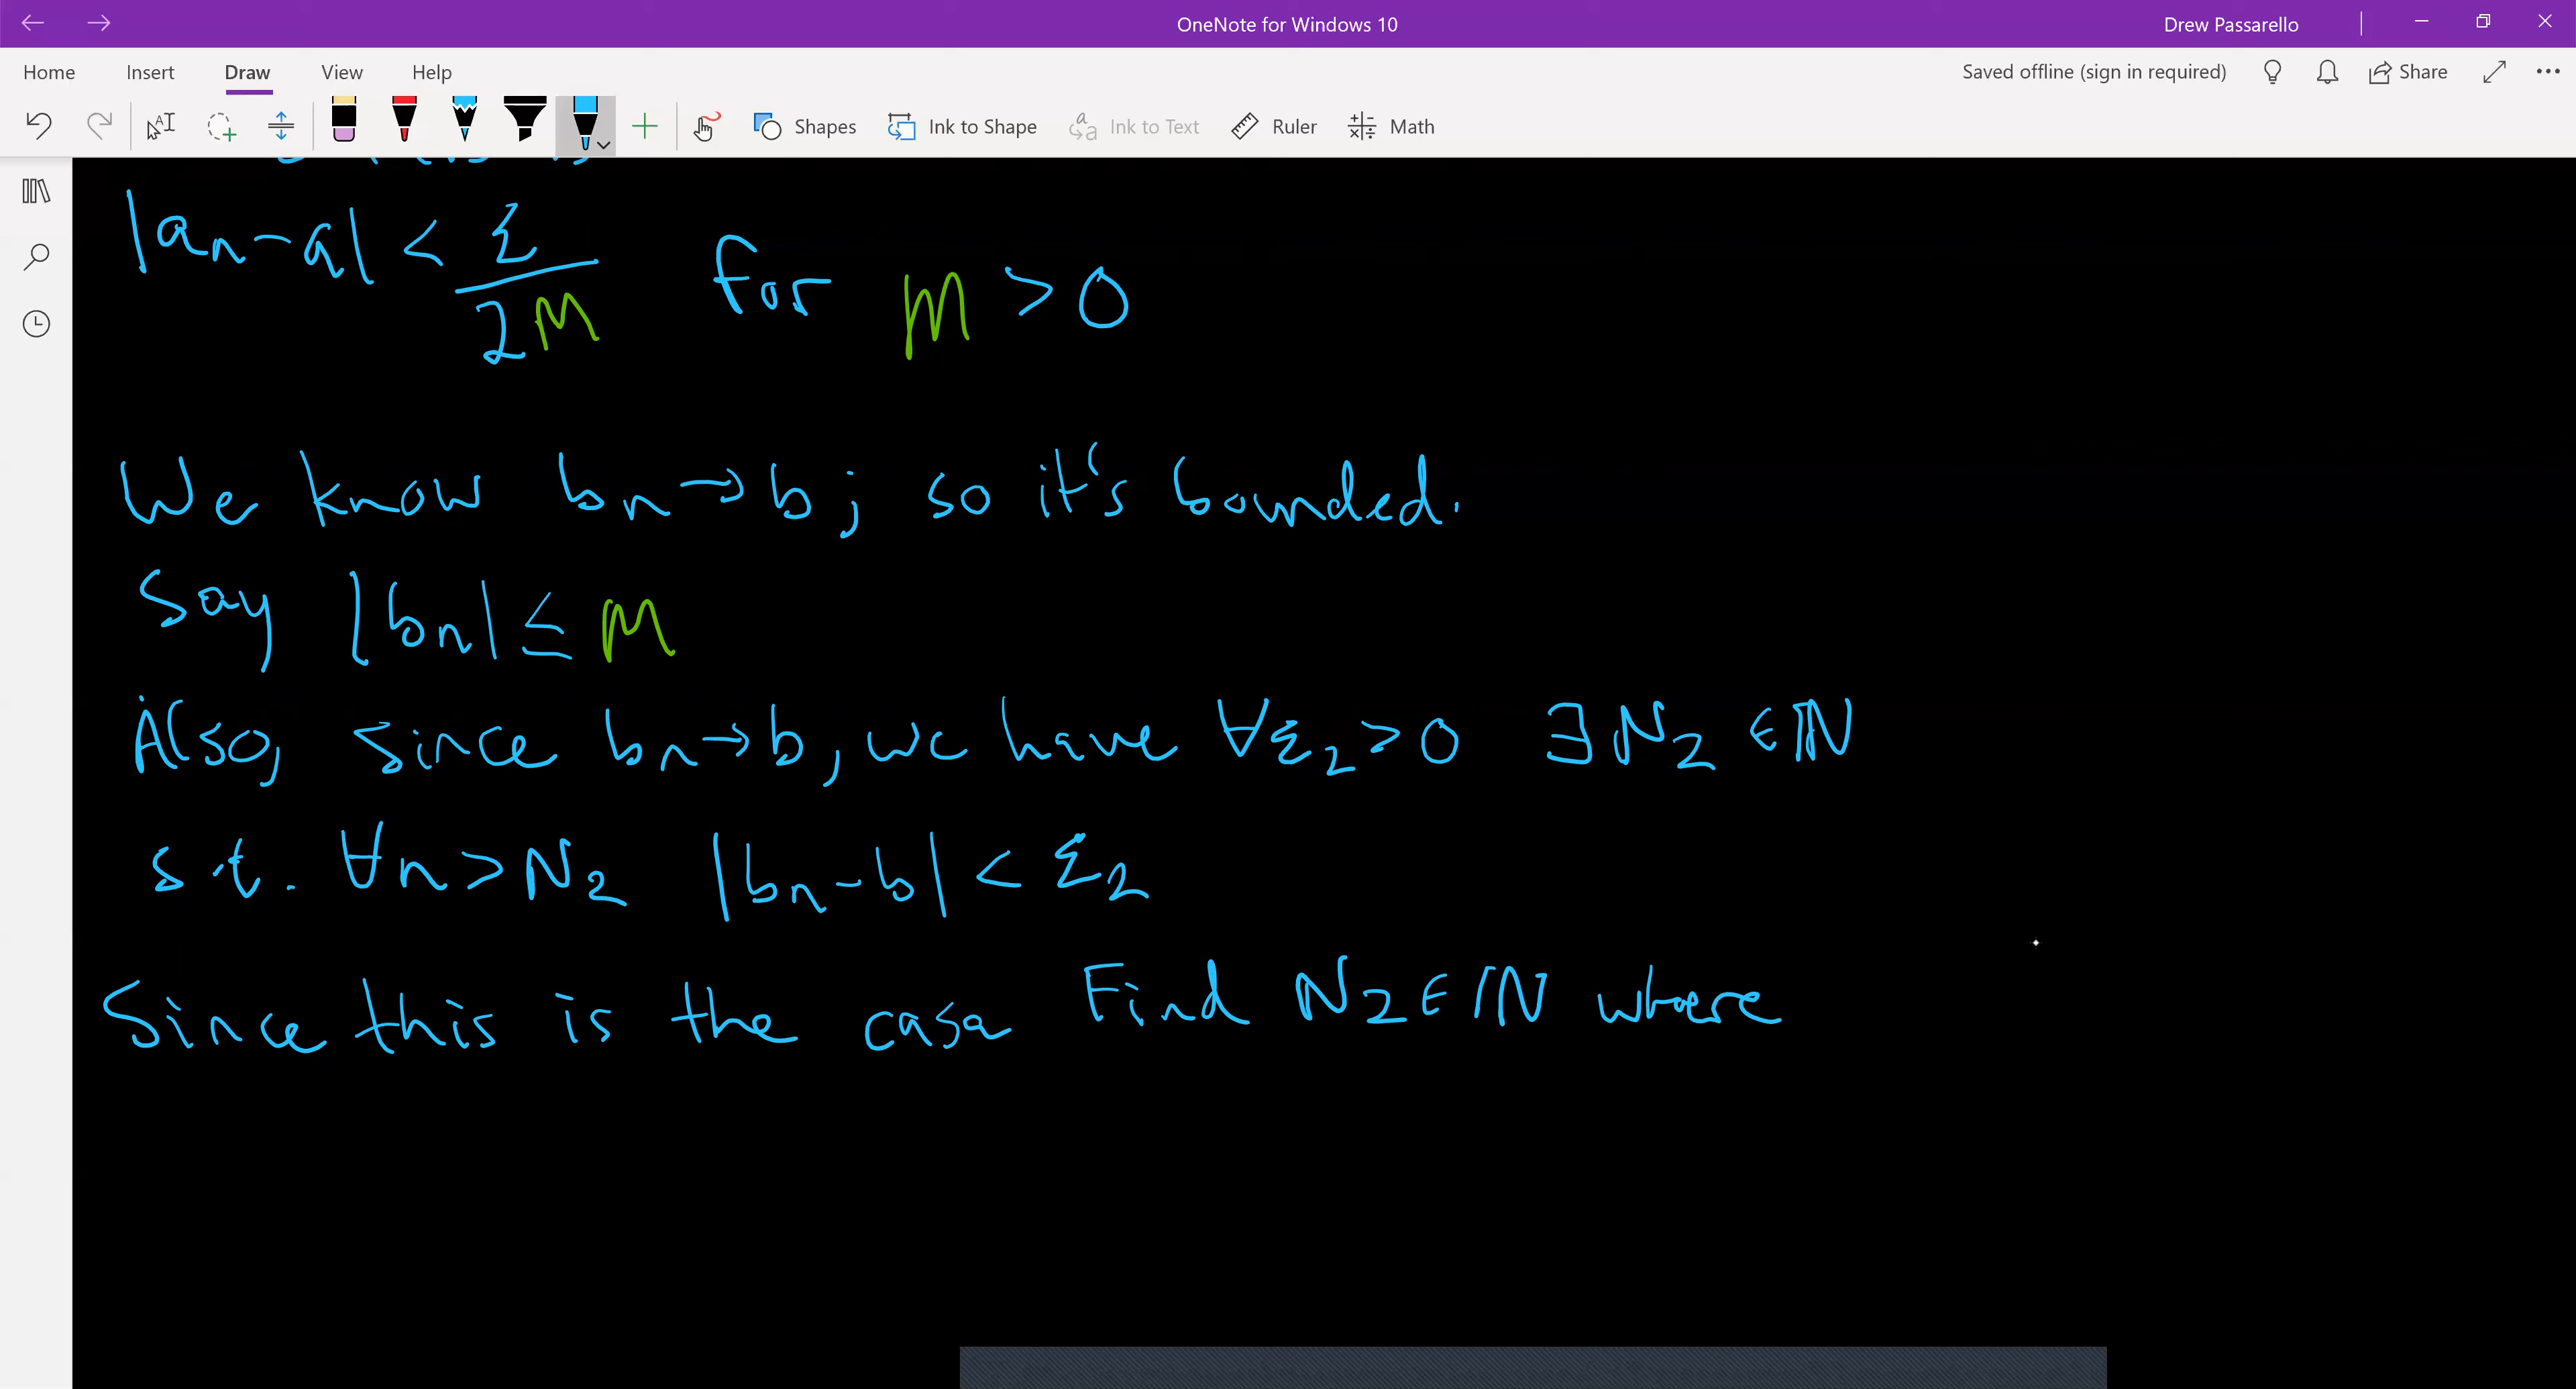 OneNote for Windows 10
Drew Passarello
Home Insert Draw View Help
Saved offline (sign in required) Share
Shapes Ink to Shape Ink to Text Ruler Math
|an-a| < ε/2M for M > 0
We know bn→b; so it's bounded.
Say |bn| ≤ M
Also, since bn→b, we have ∀ε2>0 ∃N2 ∈ℕ
s.t. ∀n>N2 |bn-b| < ε2
Since this is the case Find N2∈ℕ where